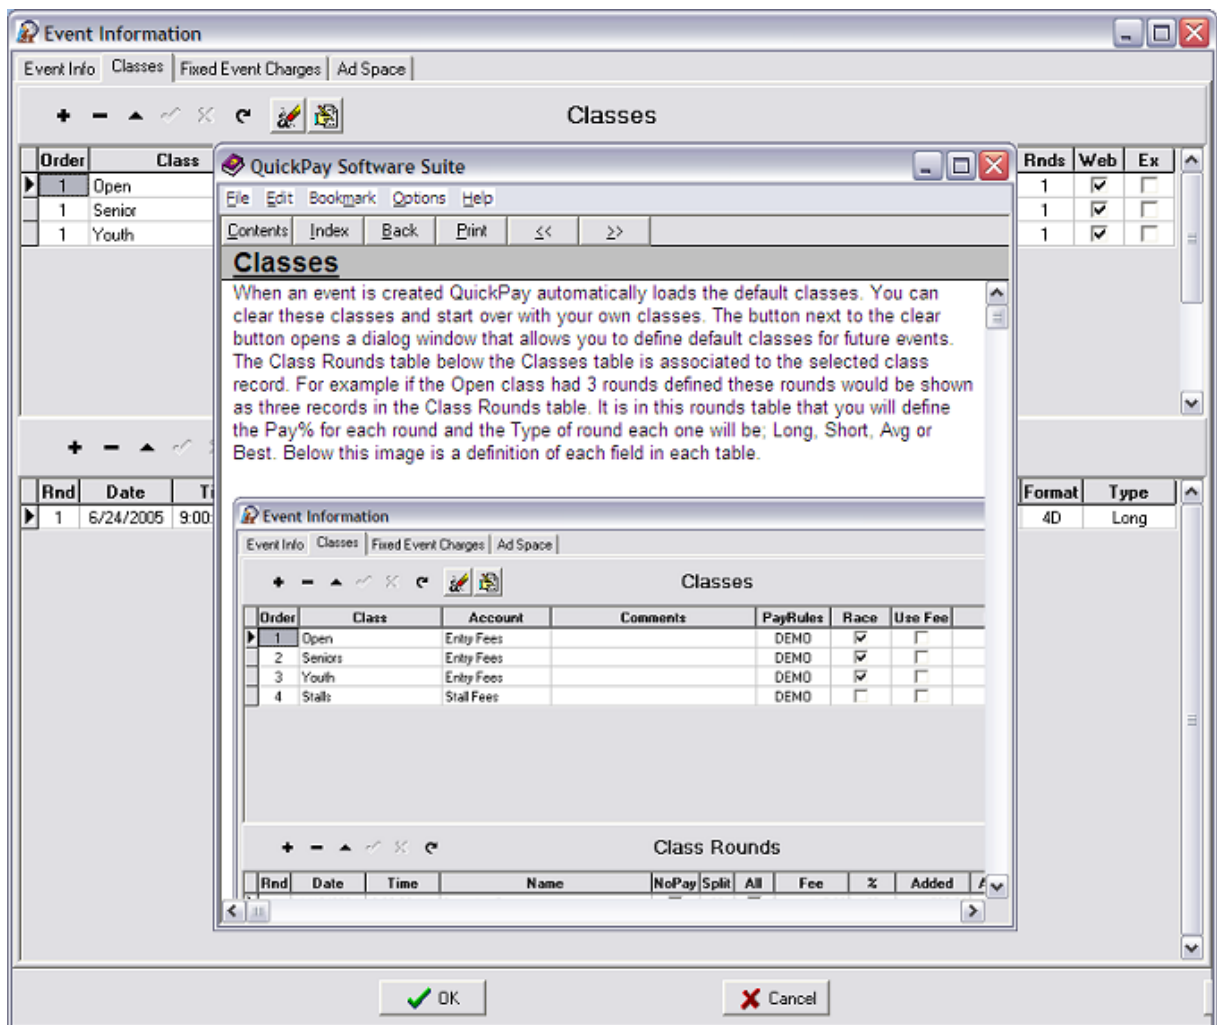 Event Information
Event Info Classes Fixed Event Charges Ad Space
Classes
Order Class Rnds Web Ex
1 Open 1
1 Senior 1
1 Youth 1
QuickPay Software Suite
File Edit Bookmark Options Help
Contents Index Back Print << >>
Classes
When an event is created QuickPay automatically loads the default classes. You can
clear these classes and start over with your own classes. The button next to the clear
button opens a dialog window that allows you to define default classes for future events.
The Class Rounds table below the Classes table is associated to the selected class
record. For example if the Open class had 3 rounds defined these rounds would be shown
as three records in the Class Rounds table. It is in this rounds table that you will define
the Pay% for each round and the Type of round each one will be; Long, Short, Avg or
Best. Below this image is a definition of each field in each table.
Rnd Date Format Type
1 6/24/2005 9:00: 4D Long
Event Information
Event Info Classes Fixed Event Charges Ad Space
Classes
Order Class Account Comments PayRules Race Use Fee
1 Open Entry Fees DEMO
2 Seniors Entry Fees DEMO
3 Youth Entry Fees DEMO
4 Stalls Stall Fees DEMO
Class Rounds
Rnd Date Time Name NoPay Split All Fee % Added
OK Cancel